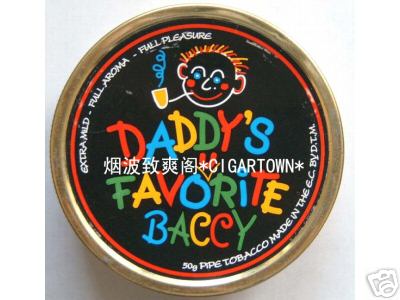 EXTRA MILD - FULL AROMA - FULL PLEASURE
DADDY'S
烟波致爽阁*CIGARTOWN*
FAVORITE
BACCY
50g PIPE TOBACCO MADE IN THE E.C. BY D.T.M.